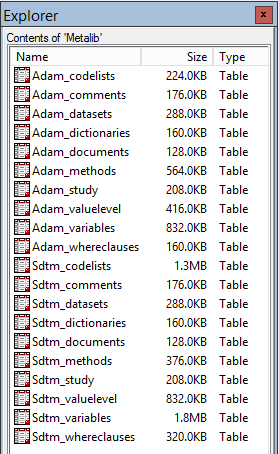 Explorer x
Contents of 'Metalib'
Name Size Type
Adam_codelists 224.0KB Table
Adam_comments 176.0KB Table
Adam_datasets 288.0KB Table
Adam_dictionaries 160.0KB Table
Adam_documents 128.0KB Table
Adam_methods 564.0KB Table
Adam_study 208.0KB Table
Adam_valuelevel 416.0KB Table
Adam_variables 832.0KB Table
Adam_whereclauses 160.0KB Table
Sdtm_codelists 1.3MB Table
Sdtm_comments 176.0KB Table
Sdtm_datasets 288.0KB Table
Sdtm_dictionaries 160.0KB Table
Sdtm_documents 128.0KB Table
Sdtm_methods 376.0KB Table
Sdtm_study 208.0KB Table
Sdtm_valuelevel 832.0KB Table
Sdtm_variables 1.8MB Table
Sdtm_whereclauses 320.0KB Table